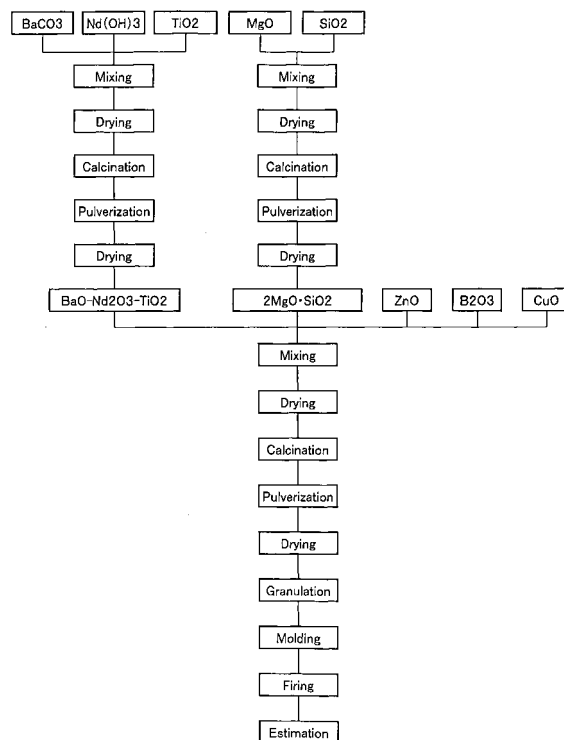 BaCO3 Nd(OH)3 TiO2 MgO SiO2
Mixing Mixing
Drying Drying
Calcination Calcination
Pulverization Pulverization
Drying Drying
BaO-Nd2O3-TiO2 2MgO•SiO2 ZnO B2O3 CuO
Mixing
Drying
Calcination
Pulverization
Drying
Granulation
Molding
Firing
Estimation